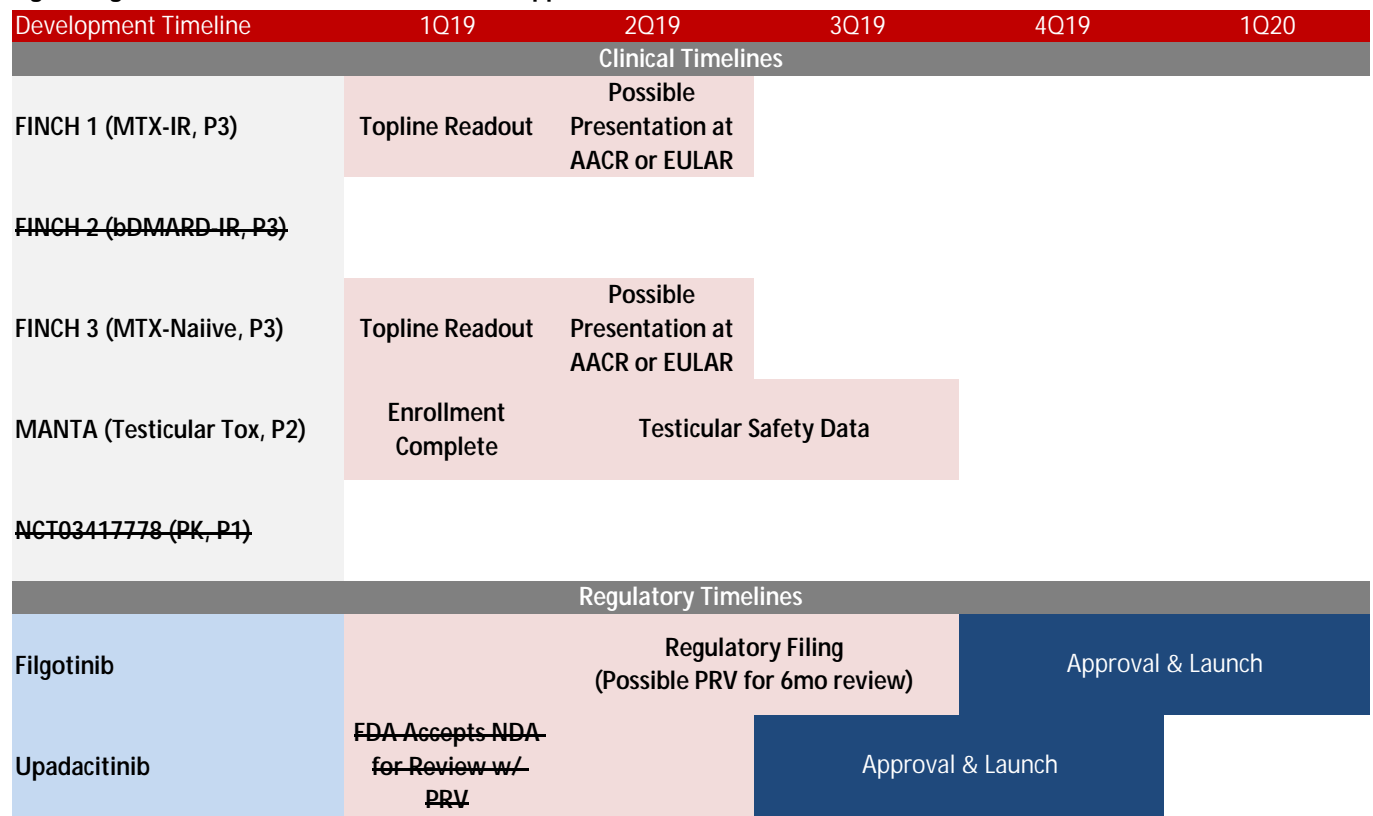 Development Timeline 1Q19 2Q19 3Q19 4Q19 1Q20
Clinical Timelines
FINCH 1 (MTX-IR, P3)
Topline Readout
Possible
Presentation at
AACR or EULAR
FINCH 2 (bDMARD-IR, P3)
FINCH 3 (MTX-Naiive, P3)
Topline Readout
Possible
Presentation at
AACR or EULAR
MANTA (Testicular Tox, P2)
Enrollment
Complete
Testicular Safety Data
NCT03417778 (PK, P1)
Regulatory Timelines
Filgotinib
Regulatory Filing
(Possible PRV for 6mo review)
Approval & Launch
Upadacitinib
FDA Accepts NDA
for Review w/
PRV
Approval & Launch